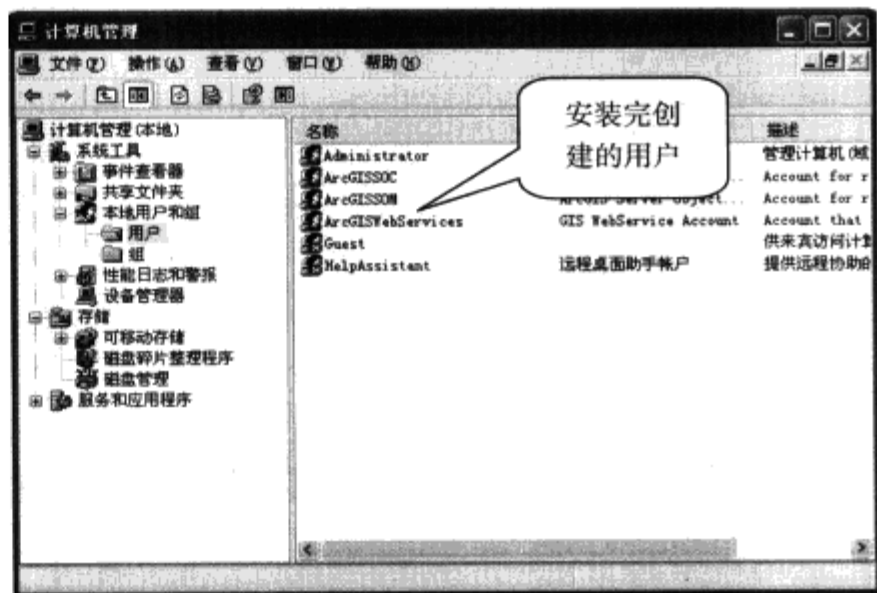 计算机管理
文件(F) 操作(A) 查看(V) 窗口(W) 帮助(H)
计算机管理(本地)
系统工具
事件查看器
共享文件夹
本地用户和组
用户
组
性能日志和警报
设备管理器
存储
可移动存储
磁盘碎片整理程序
磁盘管理
服务和应用程序
安装完创
建的用户
名称 描述
Administrator 管理计算机(域
ArcGISSOC Account for r
ArcGISSOM ArcGIS Server Object... Account for r
ArcGISWebServices GIS WebService Account Account that
Guest 供来宾访问计算
HelpAssistant 远程桌面助手帐户 提供远程协助的